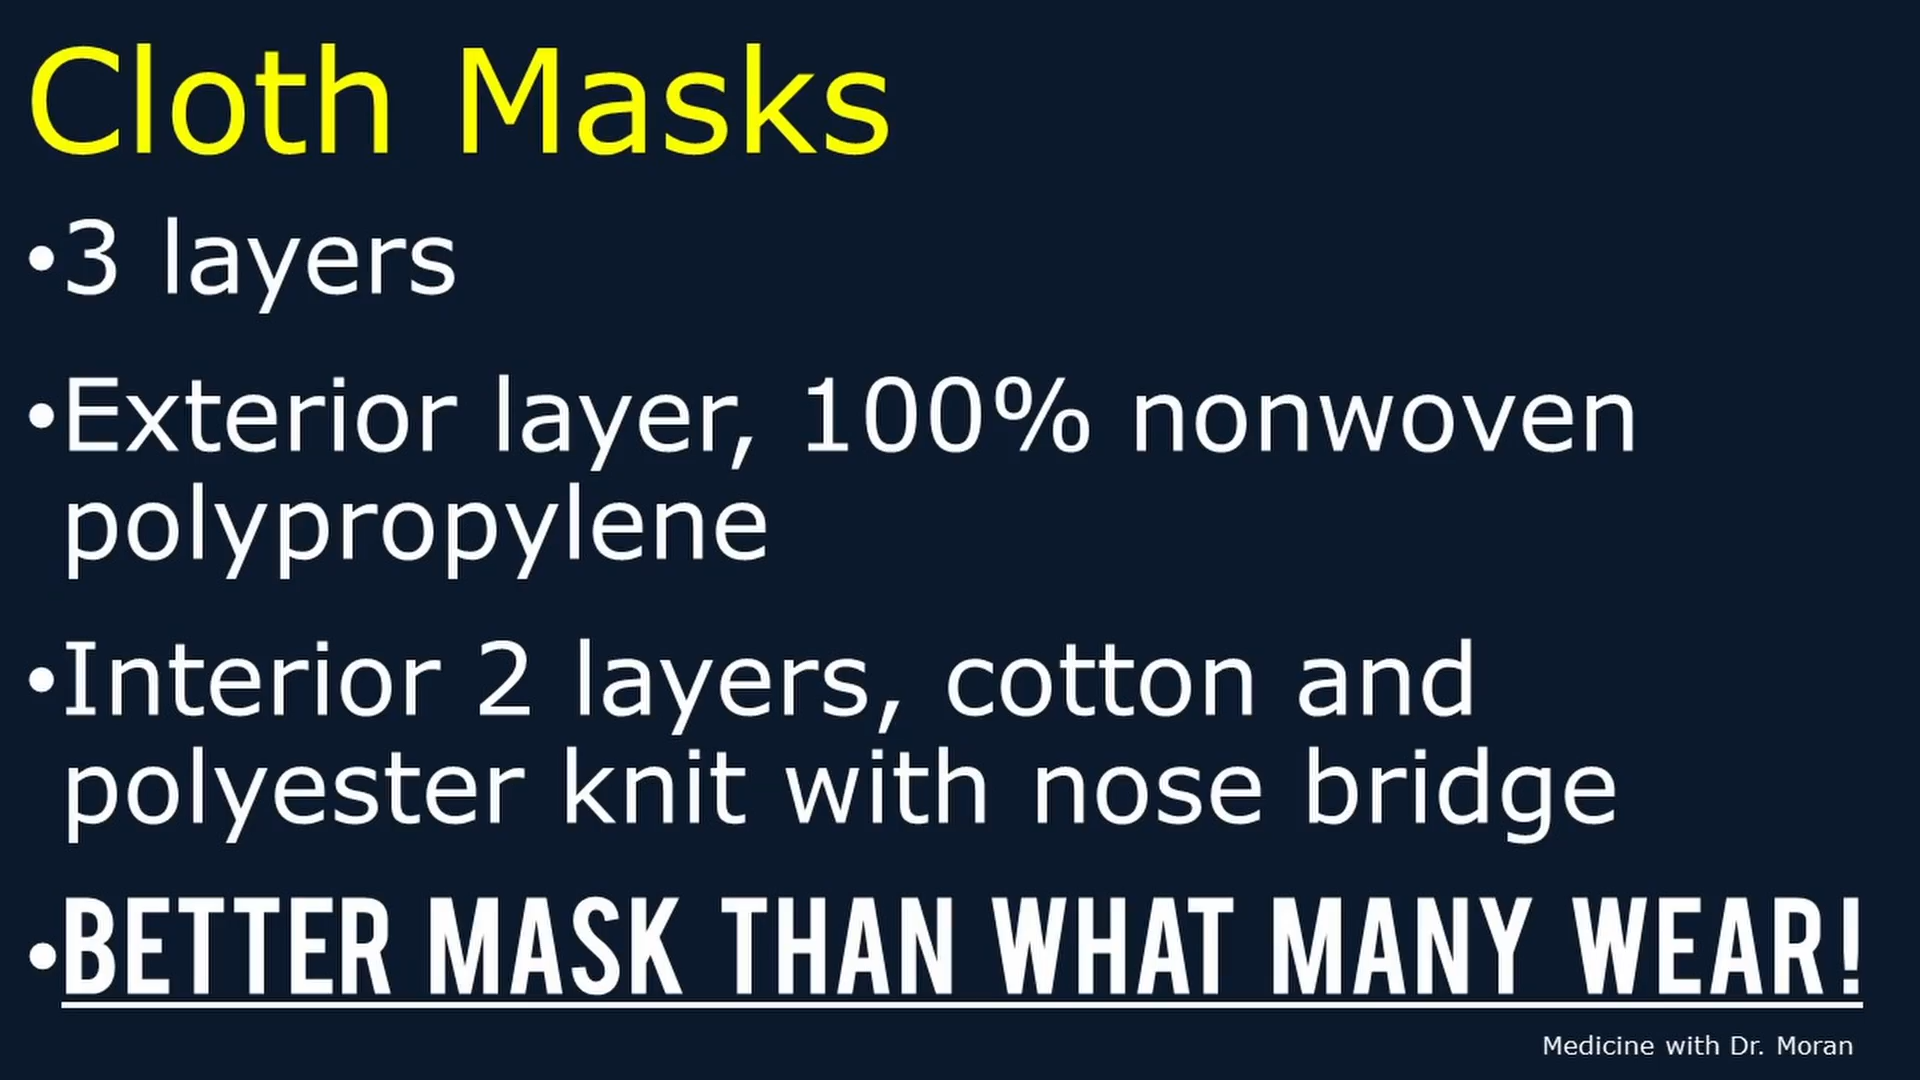 Cloth Masks
•3 layers
•Exterior layer, 100% nonwoven
polypropylene
•Interior 2 layers, cotton and
polyester knit with nose bridge
•BETTER MASK THAN WHAT MANY WEAR!
Medicine with Dr. Moran